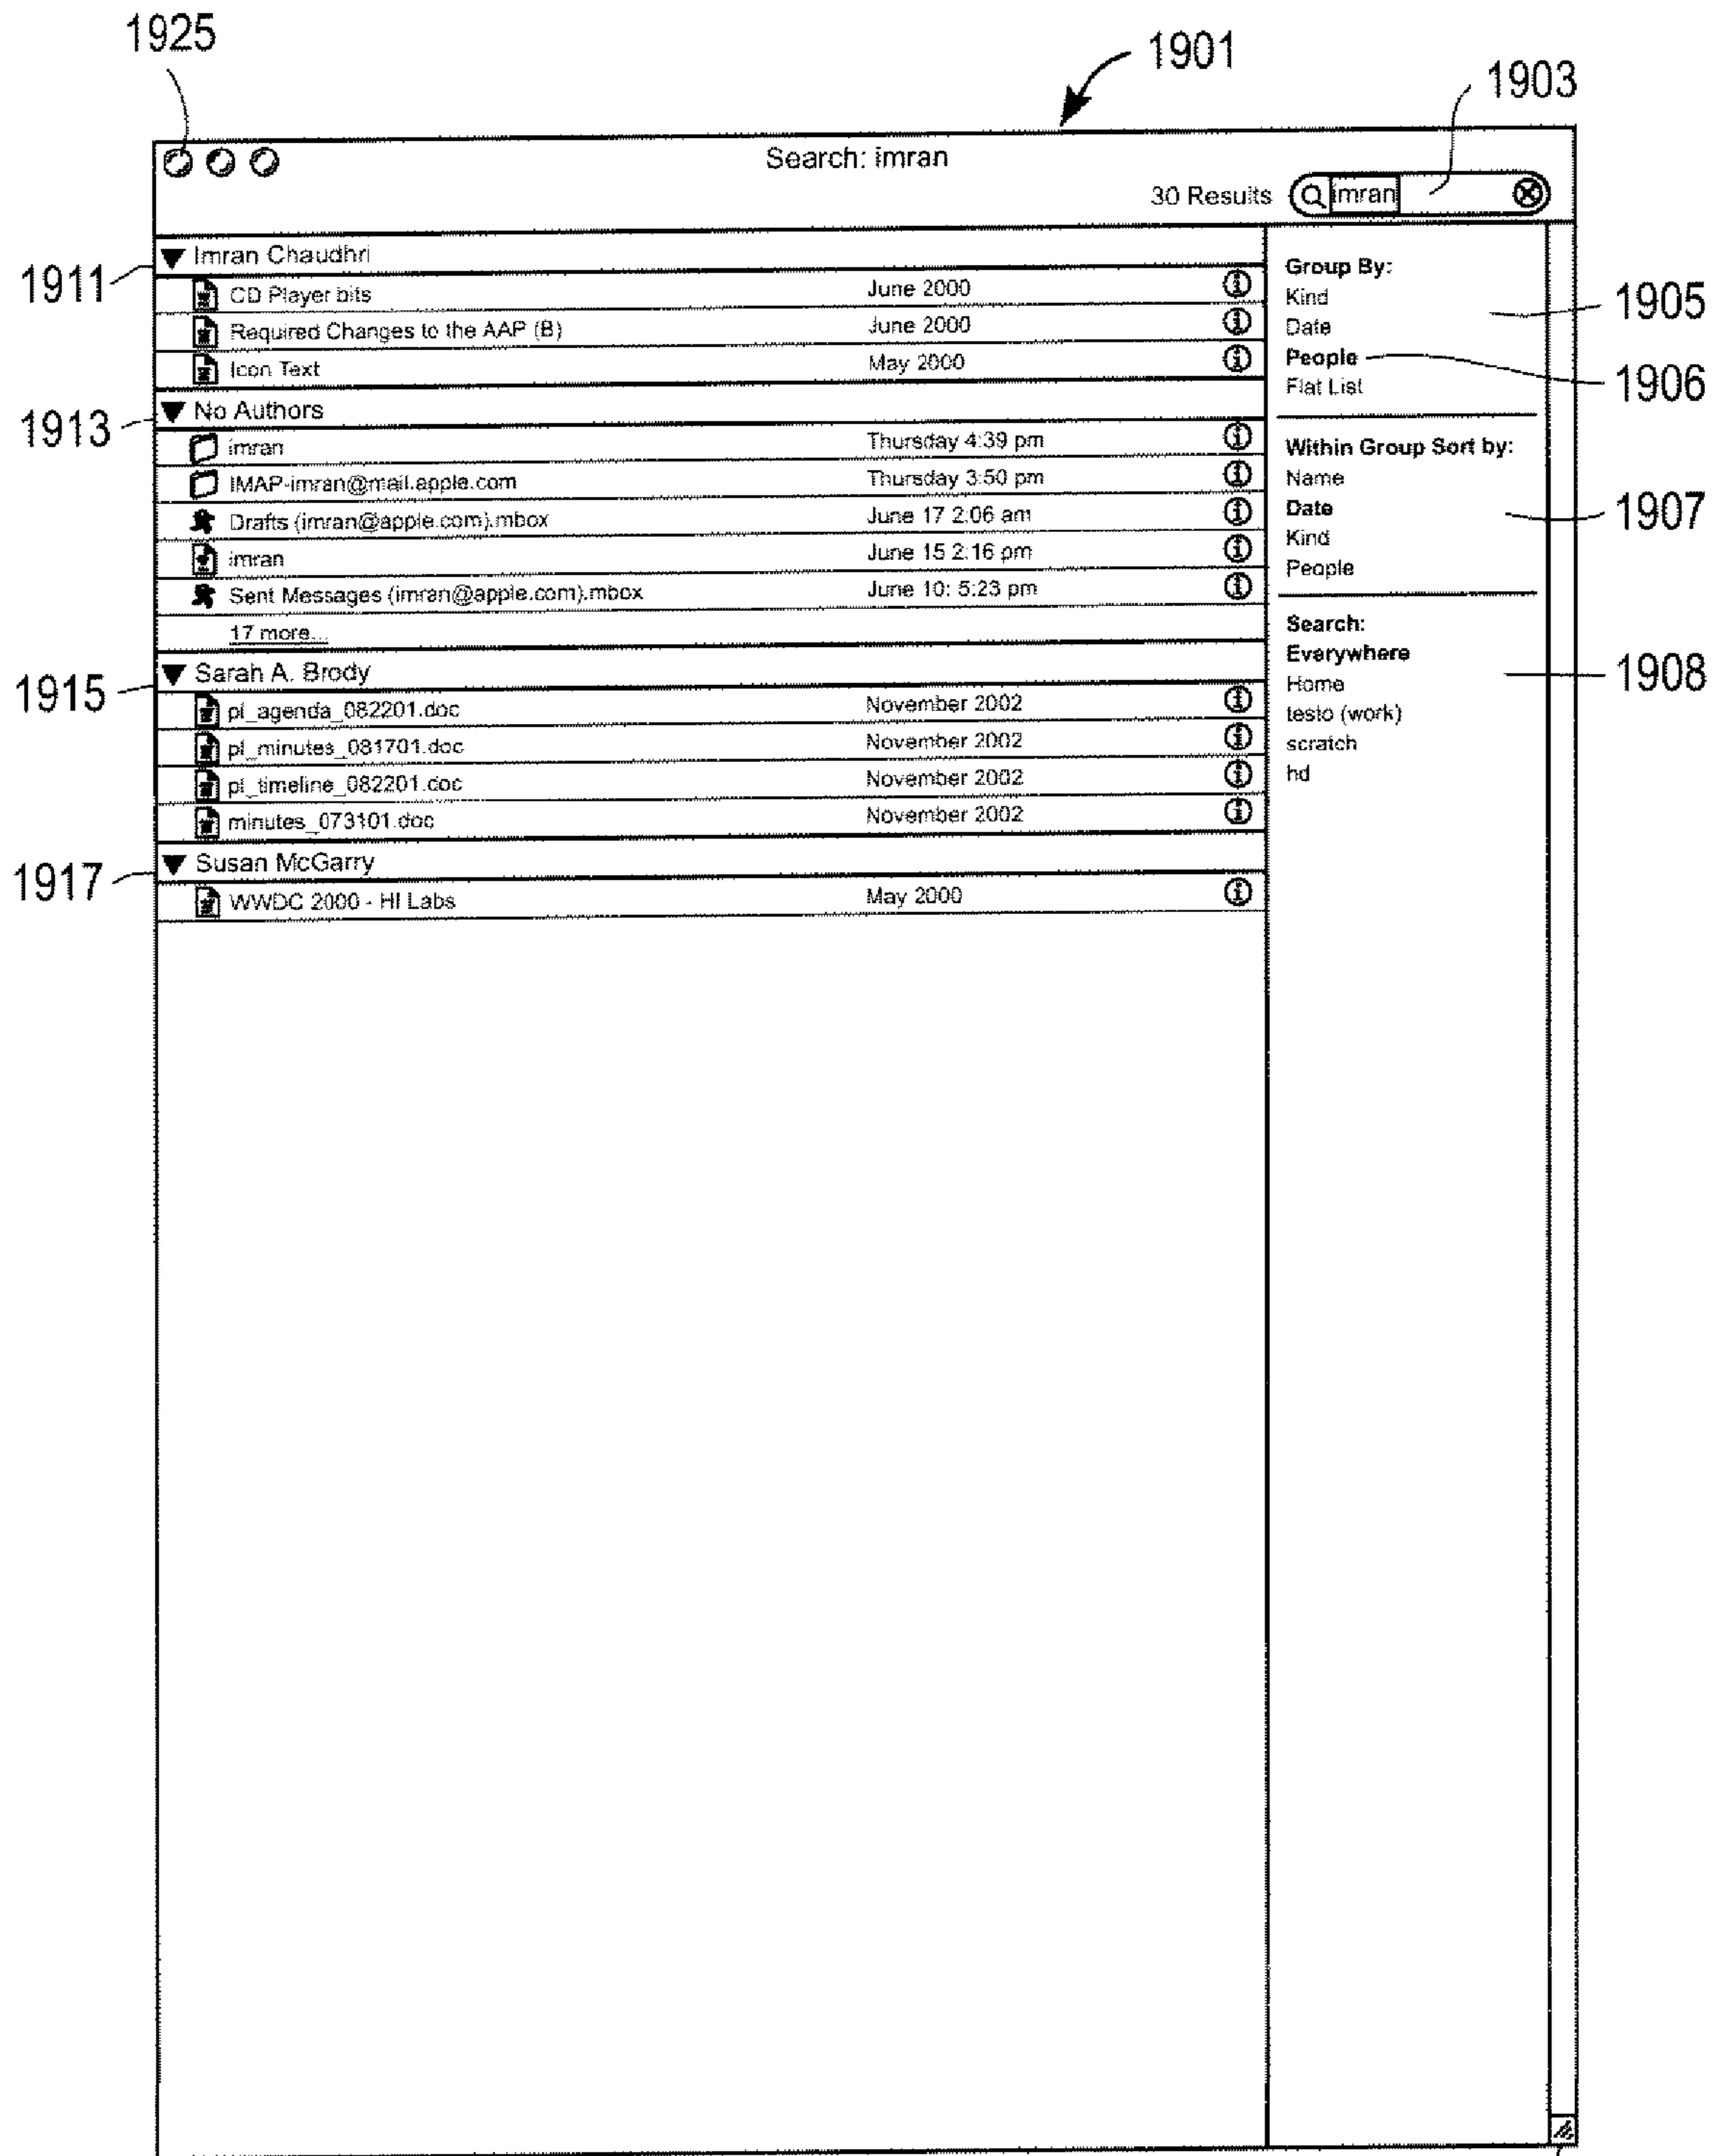 1925
1901
1903
Search: imran
30 Results imran
1911
Imran Chaudhri
CD Player bits June 2000
Required Changes to the AAP (B) June 2000
Icon Text May 2000
1913
No Authors
imran Thursday 4:39 pm
IMAP-imran@mail.apple.com Thursday 3:50 pm
Drafts (imran@apple.com).mbox June 17 2:06 am
imran June 15 2:16 pm
Sent Messages (imran@apple.com).mbox June 10: 5:23 pm
17 more...
1915
Sarah A. Brody
pl_agenda_082201.doc November 2002
pl_minutes_081701.doc November 2002
pl_timeline_082201.doc November 2002
minutes_073101.doc November 2002
1917
Susan McGarry
WWDC 2000 - HI Labs May 2000
Group By:
Kind
Date
People
Flat List
1905
1906
Within Group Sort by:
Name
Date
Kind
People
1907
Search:
Everywhere
Home
testo (work)
scratch
hd
1908